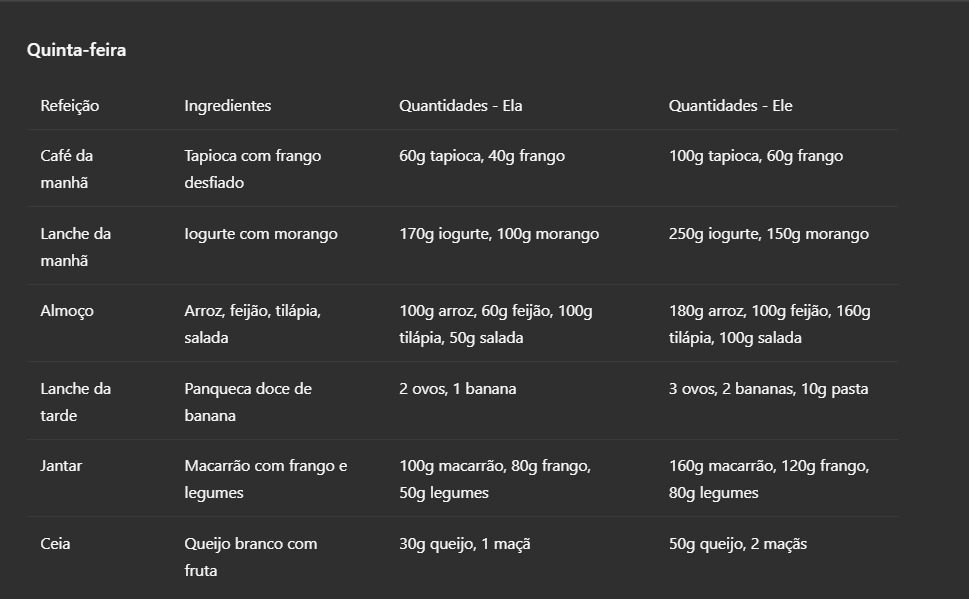 Quinta-feira
Refeição Ingredientes Quantidades - Ela Quantidades - Ele
Café da manhã Tapioca com frango desfiado 60g tapioca, 40g frango 100g tapioca, 60g frango
Lanche da manhã Iogurte com morango 170g iogurte, 100g morango 250g iogurte, 150g morango
Almoço Arroz, feijão, tilápia, salada 100g arroz, 60g feijão, 100g tilápia, 50g salada 180g arroz, 100g feijão, 160g tilápia, 100g salada
Lanche da tarde Panqueca doce de banana 2 ovos, 1 banana 3 ovos, 2 bananas, 10g pasta
Jantar Macarrão com frango e legumes 100g macarrão, 80g frango, 50g legumes 160g macarrão, 120g frango, 80g legumes
Ceia Queijo branco com fruta 30g queijo, 1 maçã 50g queijo, 2 maçãs